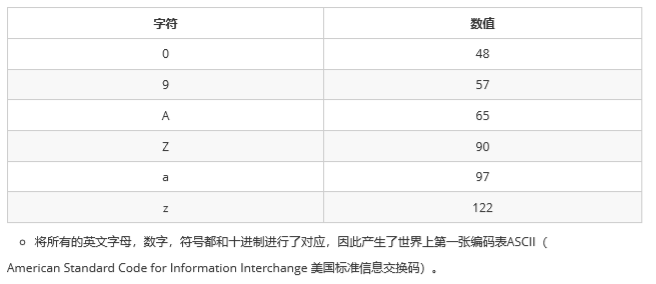 字符 数值
0 48
9 57
A 65
Z 90
a 97
z 122
将所有的英文字母，数字，符号都和十进制进行了对应，因此产生了世界上第一张编码表ASCII（
American Standard Code for Information Interchange 美国标准信息交换码）。